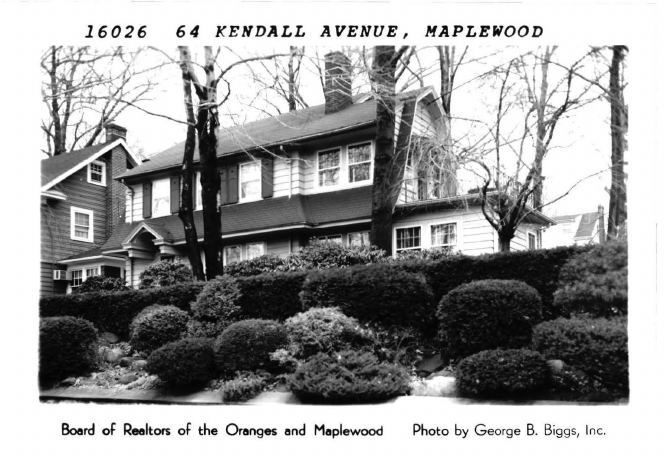 16026 64 KENDALL AVENUE, MAPLEWOOD
Board of Realtors of the Oranges and Maplewood Photo by George B. Biggs, Inc.